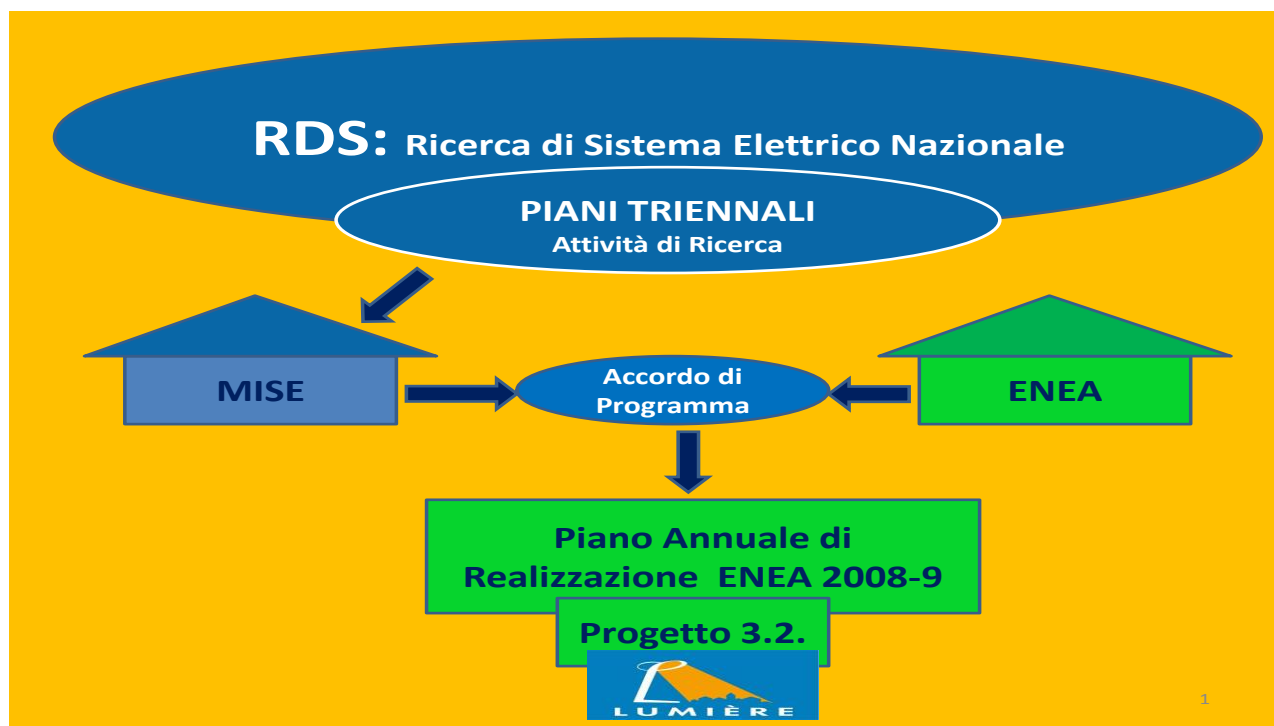 RDS: Ricerca di Sistema Elettrico Nazionale
PIANI TRIENNALI
Attività di Ricerca
MISE
Accordo di
Programma
ENEA
Piano Annuale di
Realizzazione ENEA 2008-9
Progetto 3.2.
LUMIÈRE
1